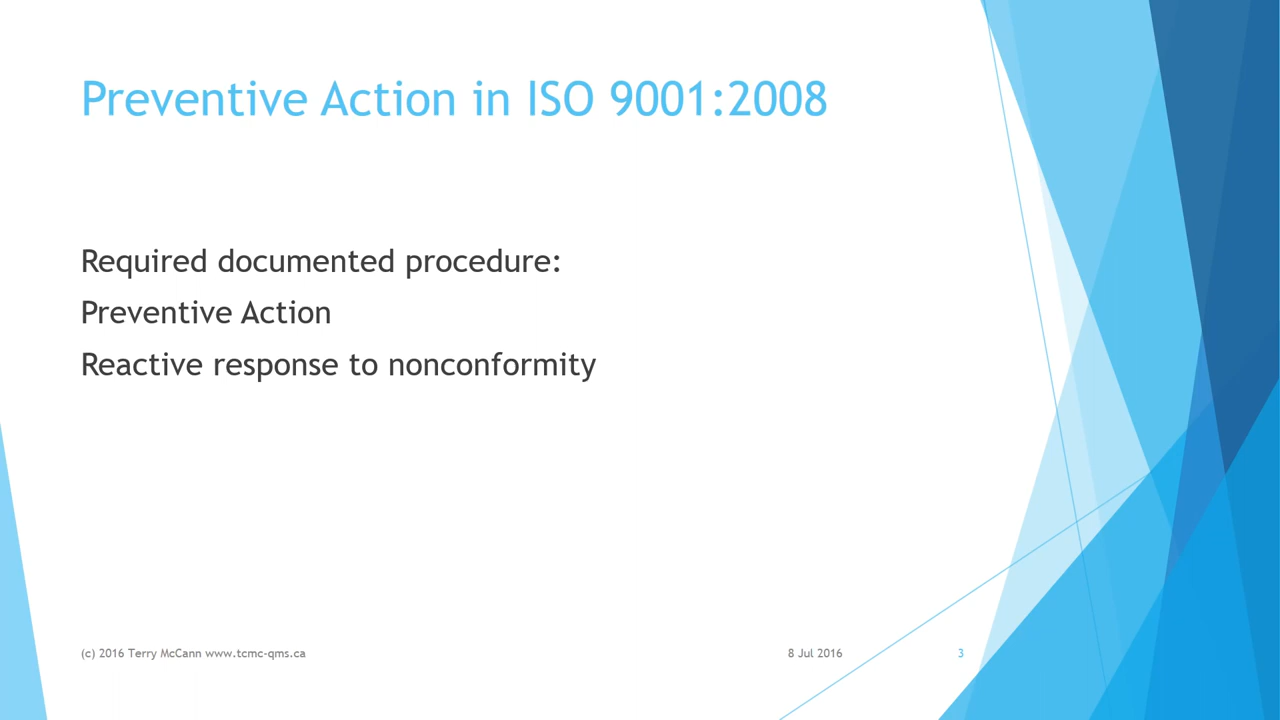 Preventive Action in ISO 9001:2008
Required documented procedure:
Preventive Action
Reactive response to nonconformity
(c) 2016 Terry McCann www.tcmc-qms.ca
8 Jul 2016
3